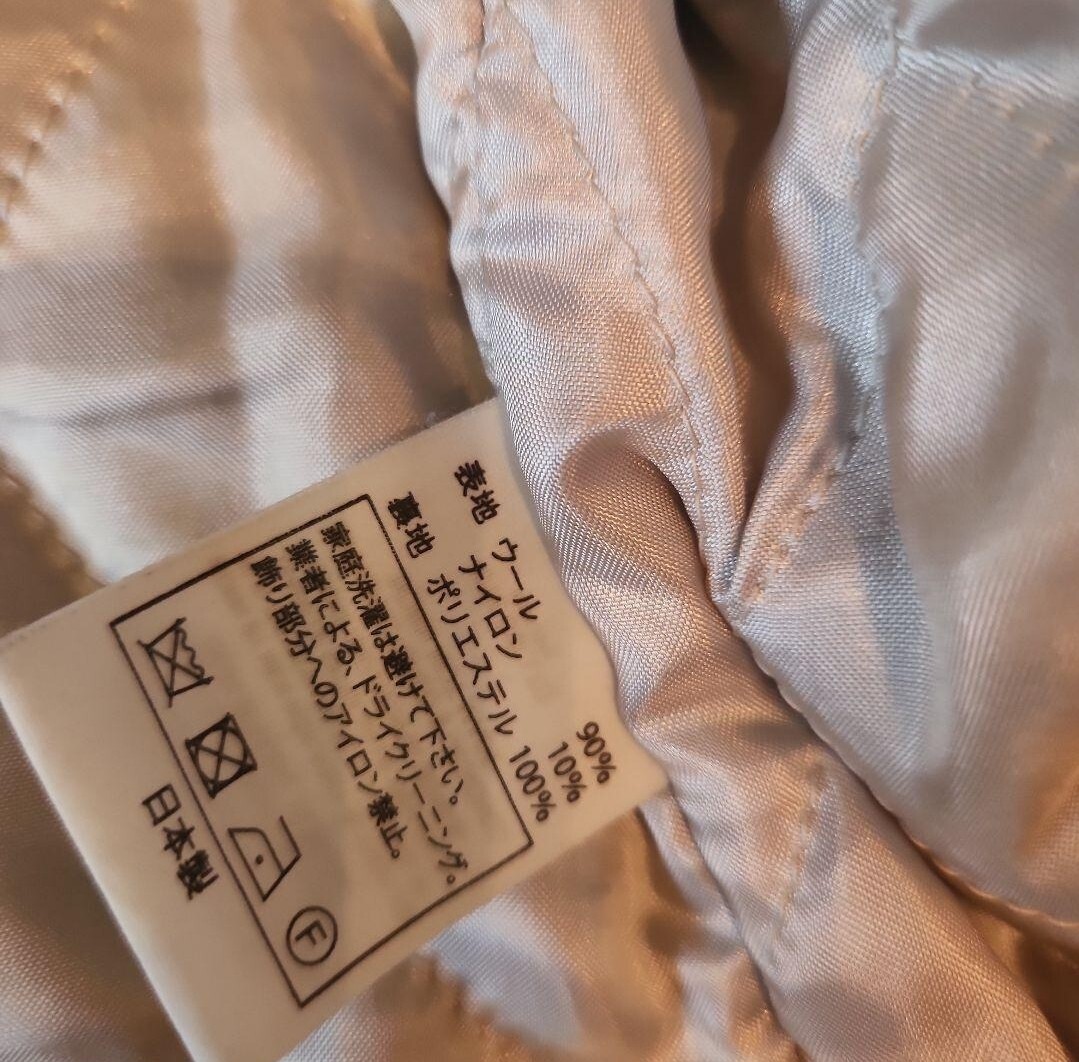 表地 ウール 90%
ナイロン 10%
裏地 ポリエステル 100%
家庭洗濯は避けて下さい。
業者による、ドライクリーニング。
飾り部分へのアイロン禁止。
F
日本製